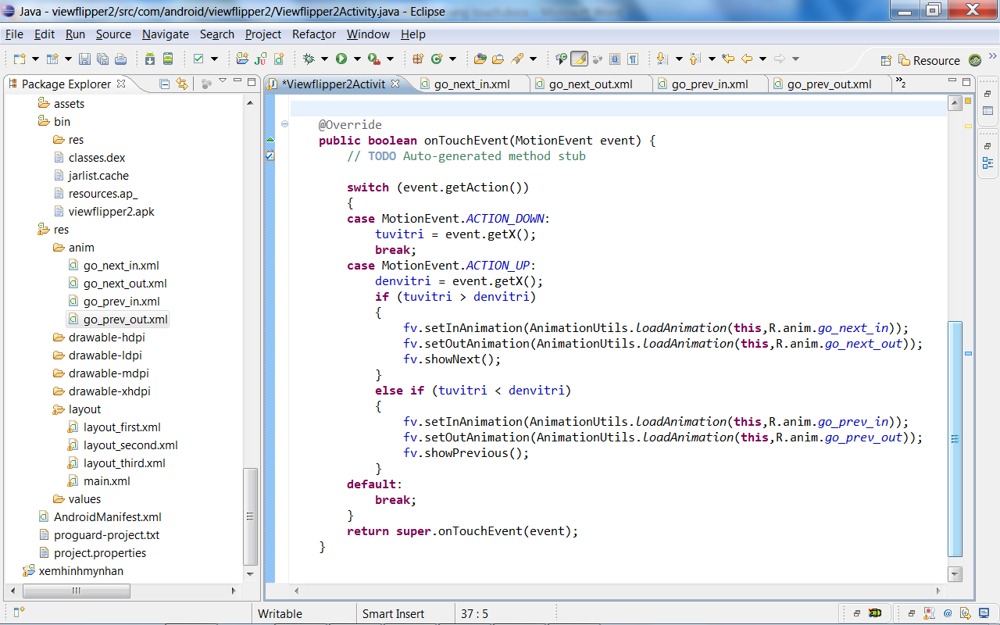 Java - viewflipper2/src/com/android/viewflipper2/Viewflipper2Activity.java - Eclipse
File Edit Run Source Navigate Search Project Refactor Window Help
Resource
Package Explorer
*Viewflipper2Activit
go_next_in.xml
go_next_out.xml
go_prev_in.xml
go_prev_out.xml
»2
assets
bin
res
classes.dex
jarlist.cache
resources.ap_
viewflipper2.apk
res
anim
go_next_in.xml
go_next_out.xml
go_prev_in.xml
go_prev_out.xml
drawable-hdpi
drawable-ldpi
drawable-mdpi
drawable-xhdpi
layout
layout_first.xml
layout_second.xml
layout_third.xml
main.xml
values
AndroidManifest.xml
proguard-project.txt
project.properties
xemhinhmynhan
@Override
public boolean onTouchEvent(MotionEvent event) {
// TODO Auto-generated method stub
switch (event.getAction())
{
case MotionEvent.ACTION_DOWN:
tuvitri = event.getX();
break;
case MotionEvent.ACTION_UP:
denvitri = event.getX();
if (tuvitri > denvitri)
{
fv.setInAnimation(AnimationUtils.loadAnimation(this,R.anim.go_next_in));
fv.setOutAnimation(AnimationUtils.loadAnimation(this,R.anim.go_next_out));
fv.showNext();
}
else if (tuvitri < denvitri)
{
fv.setInAnimation(AnimationUtils.loadAnimation(this,R.anim.go_prev_in));
fv.setOutAnimation(AnimationUtils.loadAnimation(this,R.anim.go_prev_out));
fv.showPrevious();
}
default:
break;
}
return super.onTouchEvent(event);
}
Writable
Smart Insert
37 : 5